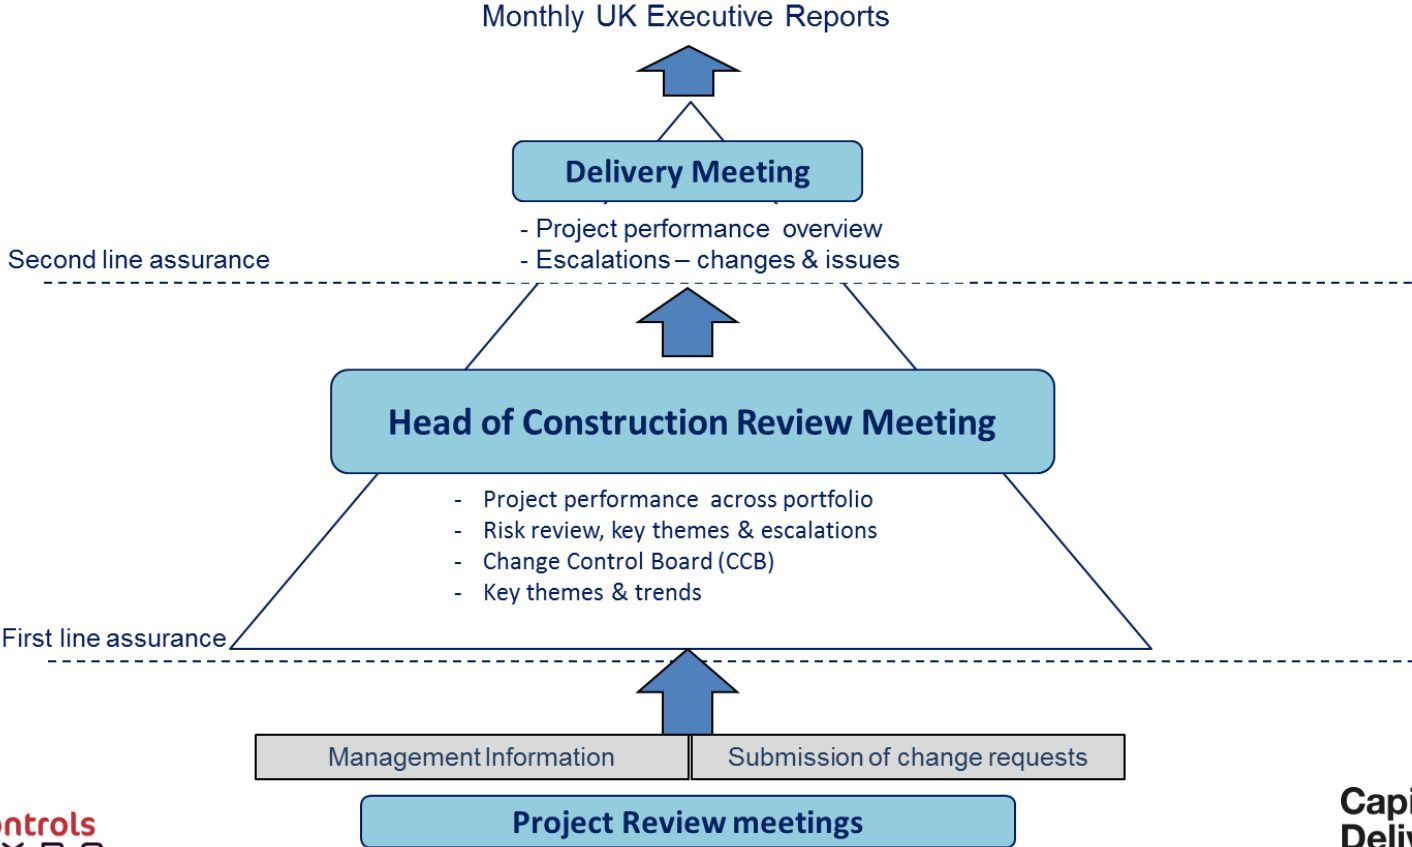 Monthly UK Executive Reports
Delivery Meeting
- Project performance overview
- Escalations – changes & issues
Second line assurance
Head of Construction Review Meeting
- Project performance across portfolio
- Risk review, key themes & escalations
- Change Control Board (CCB)
- Key themes & trends
First line assurance
Management Information
Submission of change requests
Project Review meetings